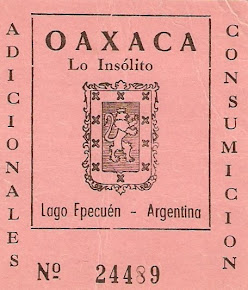 ADICIONALES
OAXACA
Lo Insólito
Lago Epecuén - Argentina
CONSUMICION
Nº 24489